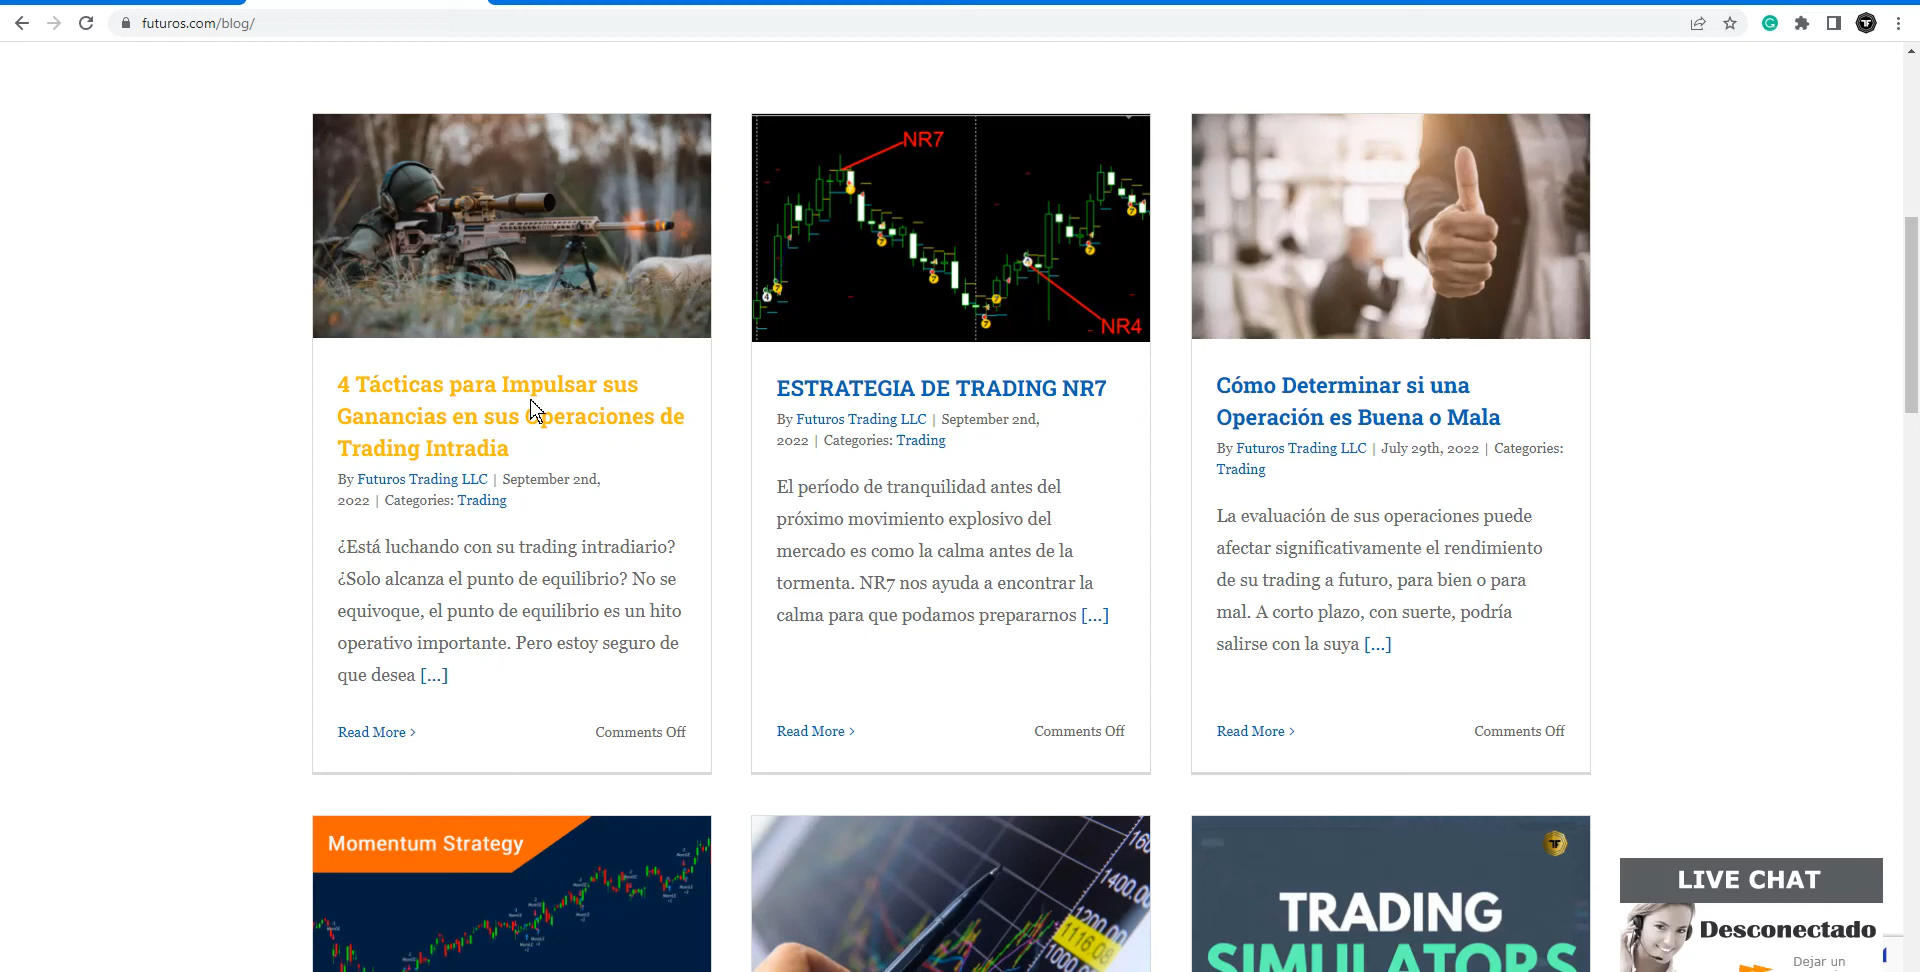 futuros.com/blog/
NR7
NR4
4 Tácticas para Impulsar sus
Ganancias en sus Operaciones de
Trading Intradia
By Futuros Trading LLC | September 2nd,
2022 | Categories: Trading
¿Está luchando con su trading intradiario?
¿Solo alcanza el punto de equilibrio? No se
equivoque, el punto de equilibrio es un hito
operativo importante. Pero estoy seguro de
que desea [...]
Read More >
Comments Off
ESTRATEGIA DE TRADING NR7
By Futuros Trading LLC | September 2nd,
2022 | Categories: Trading
El período de tranquilidad antes del
próximo movimiento explosivo del
mercado es como la calma antes de la
tormenta. NR7 nos ayuda a encontrar la
calma para que podamos prepararnos [...]
Read More >
Comments Off
Cómo Determinar si una
Operación es Buena o Mala
By Futuros Trading LLC | July 29th, 2022 | Categories:
Trading
La evaluación de sus operaciones puede
afectar significativamente el rendimiento
de su trading a futuro, para bien o para
mal. A corto plazo, con suerte, podría
salirse con la suya [...]
Read More >
Comments Off
Momentum Strategy
1400.00
1200.00
1116.08
TRADING
SIMULATORS
LIVE CHAT
Desconectado
Dejar un